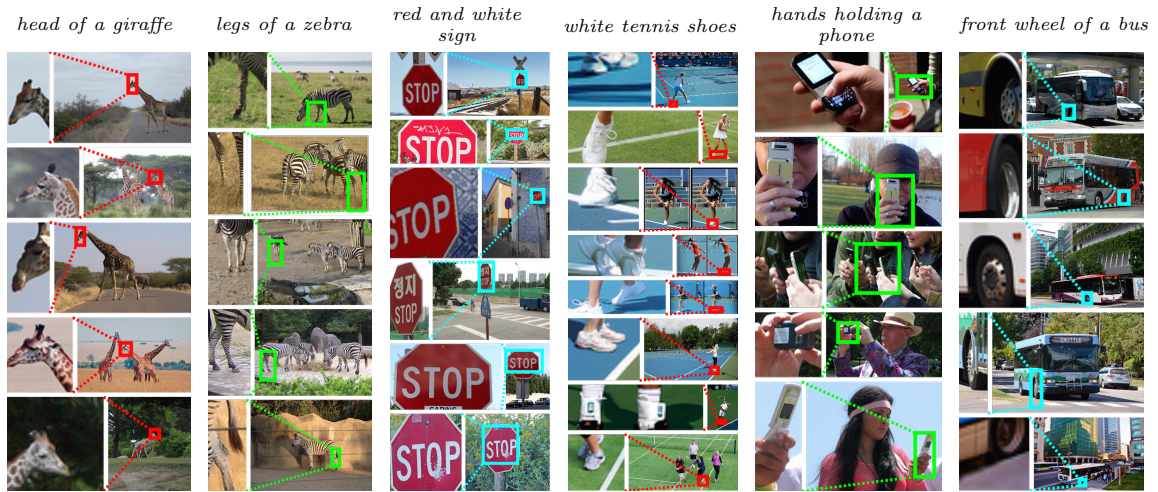 head of a giraffe
legs of a zebra
red and white
sign
white tennis shoes
hands holding a
phone
front wheel of a bus
STOP
STOP
STOP
정지
STOP
STOP
STOP
STOP
STOP
STOP